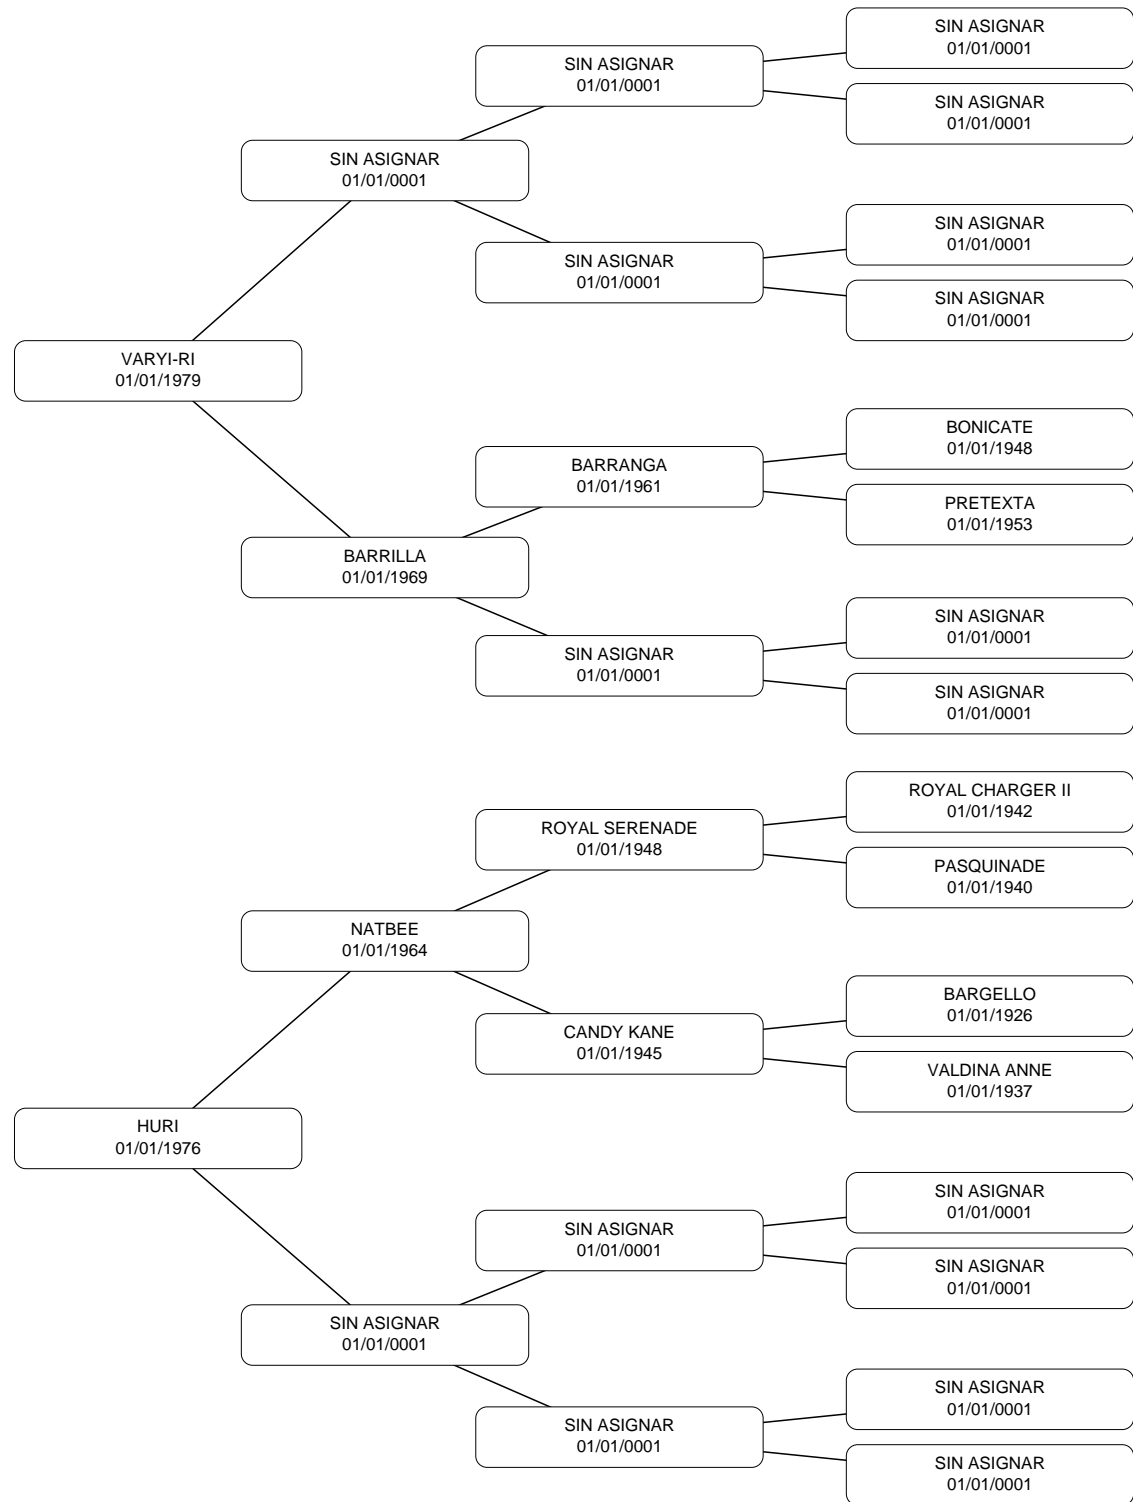 SIN ASIGNAR
01/01/0001
SIN ASIGNAR
01/01/0001
SIN ASIGNAR
01/01/0001
SIN ASIGNAR
01/01/0001
SIN ASIGNAR
01/01/0001
SIN ASIGNAR
01/01/0001
SIN ASIGNAR
01/01/0001
VARYI-RI
01/01/1979
BONICATE
01/01/1948
BARRANGA
01/01/1961
PRETEXTA
01/01/1953
BARRILLA
01/01/1969
SIN ASIGNAR
01/01/0001
SIN ASIGNAR
01/01/0001
SIN ASIGNAR
01/01/0001
ROYAL CHARGER II
01/01/1942
ROYAL SERENADE
01/01/1948
PASQUINADE
01/01/1940
NATBEE
01/01/1964
BARGELLO
01/01/1926
CANDY KANE
01/01/1945
VALDINA ANNE
01/01/1937
HURI
01/01/1976
SIN ASIGNAR
01/01/0001
SIN ASIGNAR
01/01/0001
SIN ASIGNAR
01/01/0001
SIN ASIGNAR
01/01/0001
SIN ASIGNAR
01/01/0001
SIN ASIGNAR
01/01/0001
SIN ASIGNAR
01/01/0001